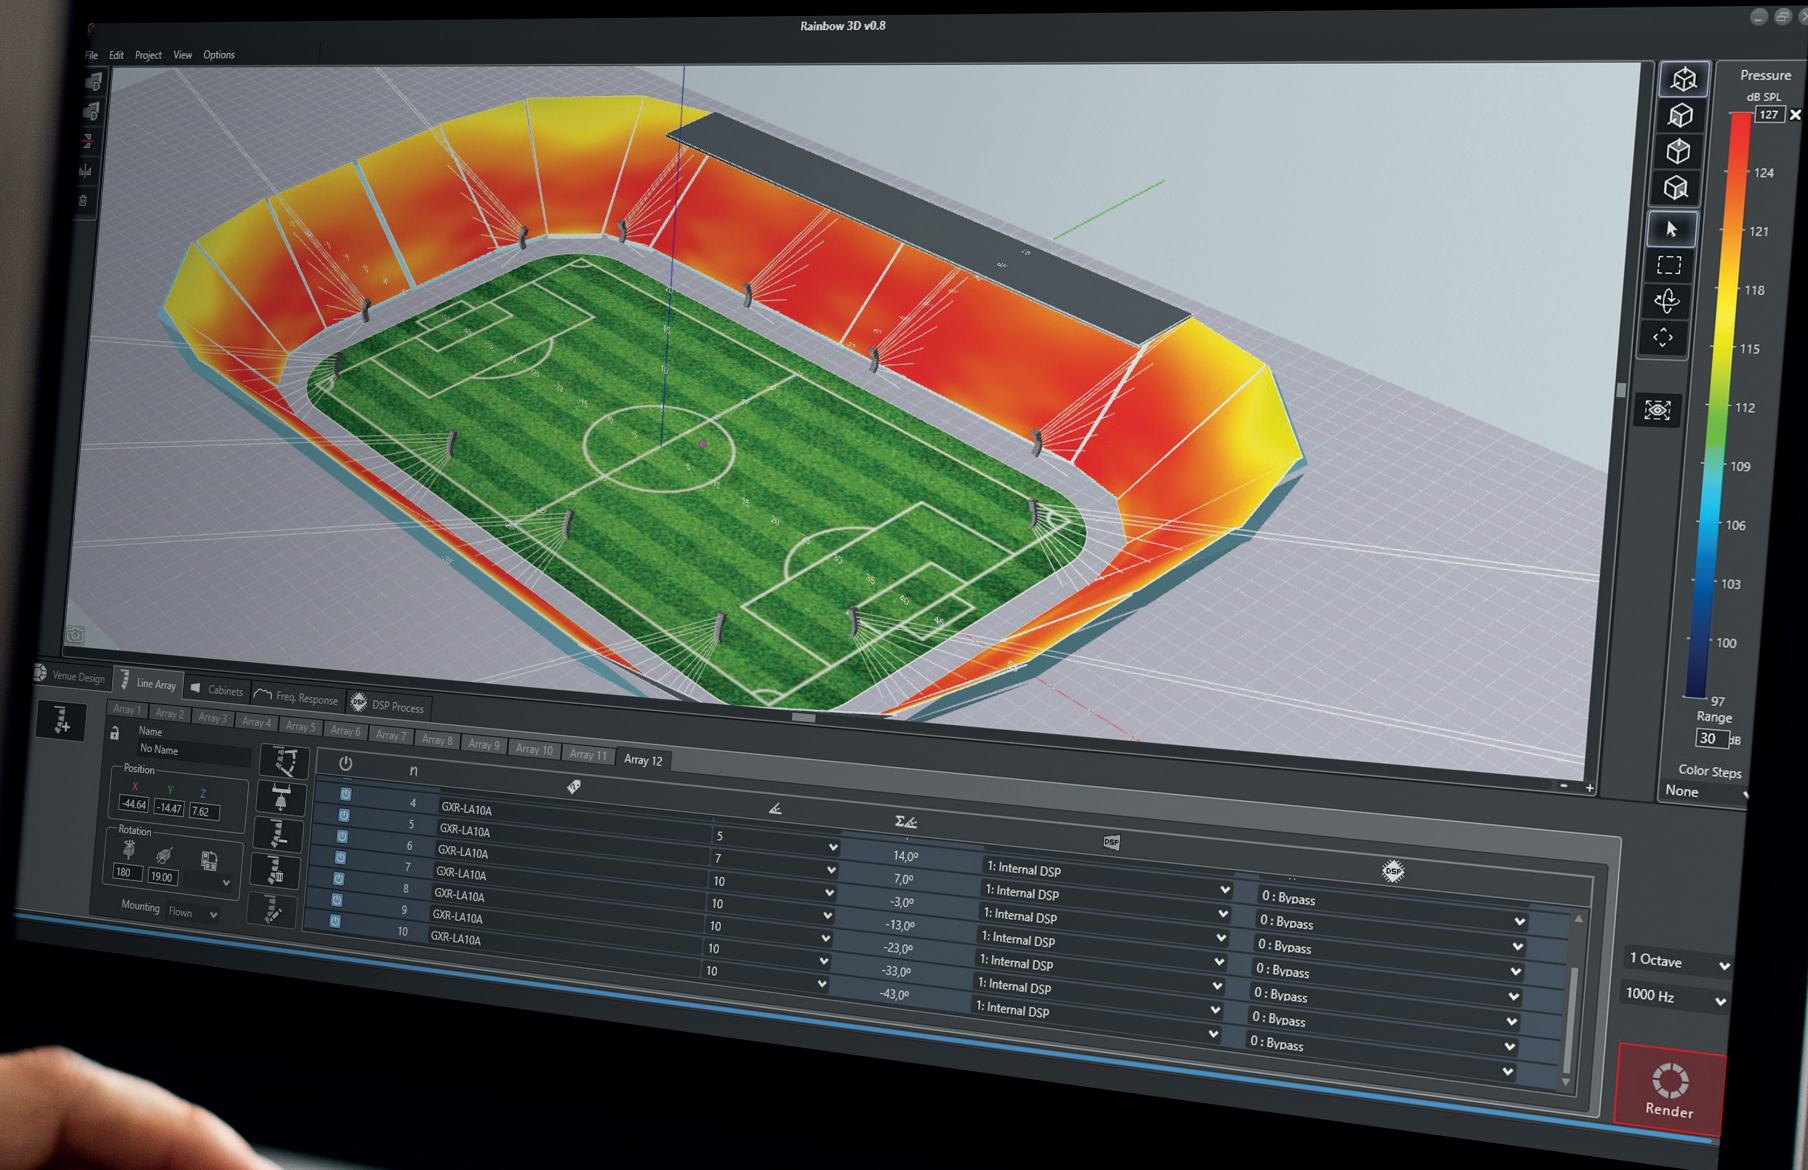 Rainbow 3D v0.8
File Edit Project View Options
Pressure
dB SPL
127
124
121
118
115
112
109
106
103
100
97
Range
30 dB
Color Steps
None
Venue Design Line Array Cabinets Freq. Response DSP DSP Process
Array 1 Array 2 Array 3 Array 4 Array 5 Array 6 Array 7 Array 8 Array 9 Array 10 Array 11 Array 12
Name
No Name
Position
X Y Z
-44.64 -14.47 7.62
Rotation
180 19.00
Mounting Flown
n Σ DSP DSP
4 GXR-LA10A 5 14,0º 1: Internal DSP 0 : Bypass
5 GXR-LA10A 7 7,0º 1: Internal DSP 0 : Bypass
6 GXR-LA10A 10 -3,0º 1: Internal DSP 0 : Bypass
7 GXR-LA10A 10 -13,0º 1: Internal DSP 0 : Bypass
8 GXR-LA10A 10 -23,0º 1: Internal DSP 0 : Bypass
9 GXR-LA10A 10 -33,0º 1: Internal DSP 0 : Bypass
10 GXR-LA10A 10 -43,0º 1: Internal DSP 0 : Bypass
1 Octave
1000 Hz
Render